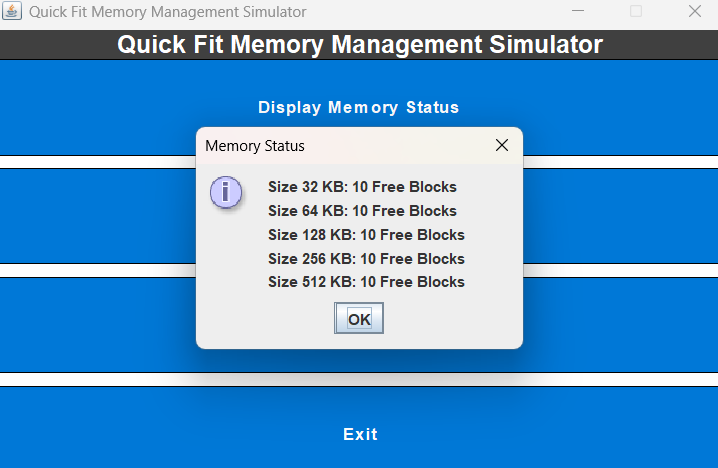 Quick Fit Memory Management Simulator
Quick Fit Memory Management Simulator
Display Memory Status
Memory Status
Size 32 KB: 10 Free Blocks
Size 64 KB: 10 Free Blocks
Size 128 KB: 10 Free Blocks
Size 256 KB: 10 Free Blocks
Size 512 KB: 10 Free Blocks
OK
Exit